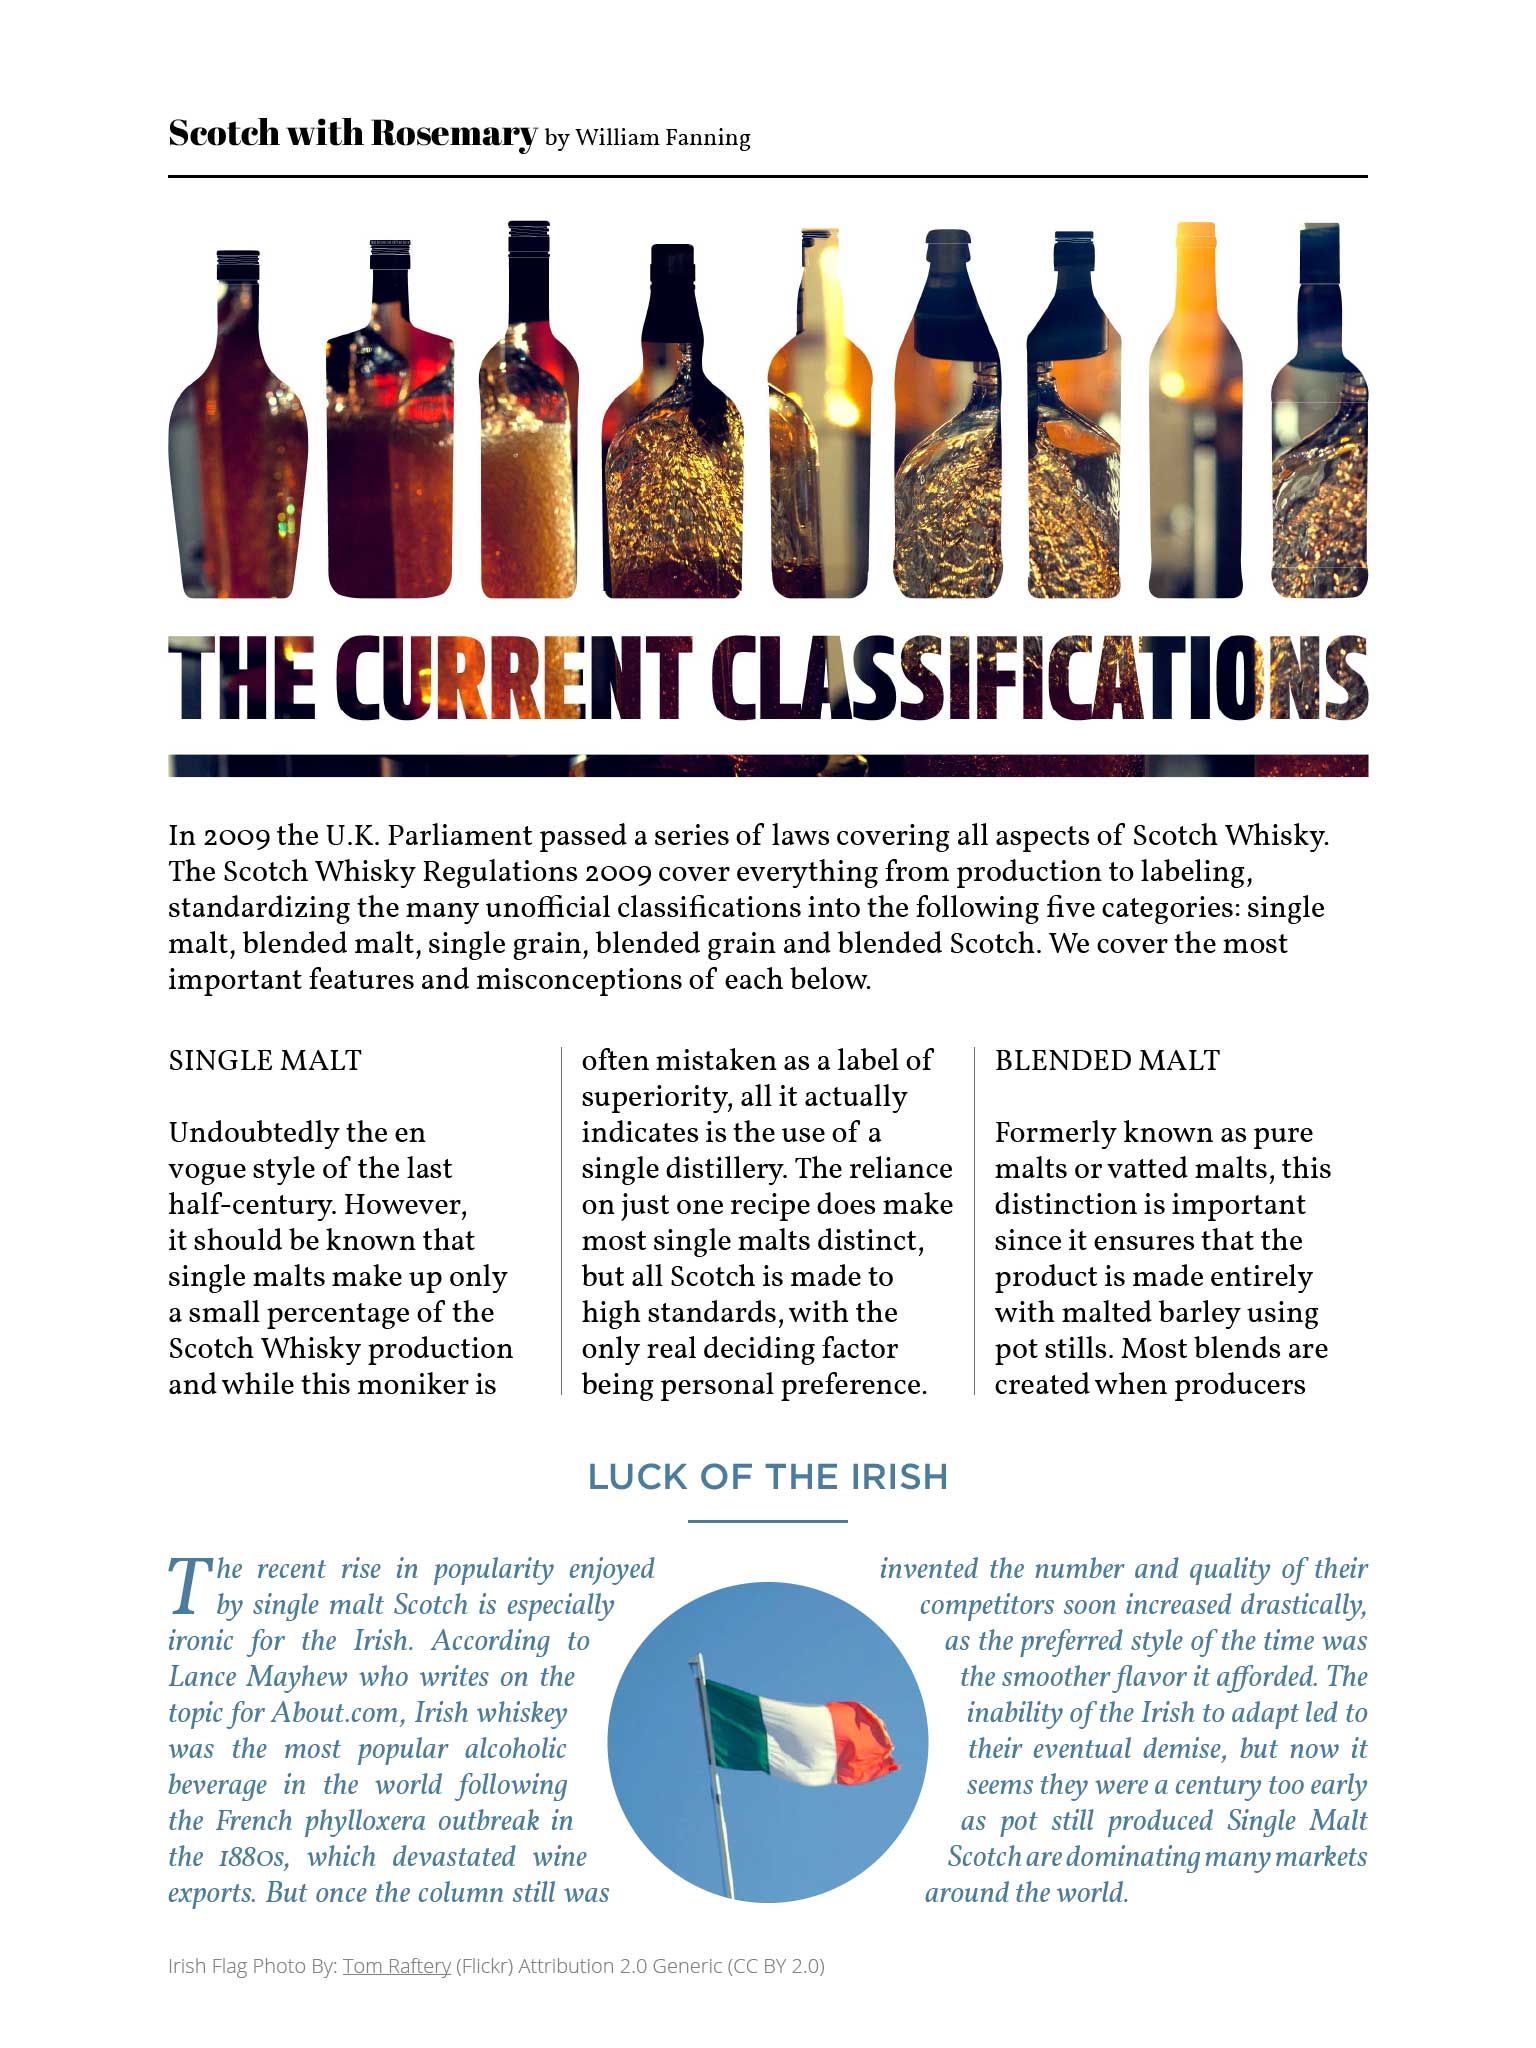 Scotch with Rosemary by William Fanning
THE CURRENT CLASSIFICATIONS
In 2009 the U.K. Parliament passed a series of laws covering all aspects of Scotch Whisky.
The Scotch Whisky Regulations 2009 cover everything from production to labeling,
standardizing the many unofficial classifications into the following five categories: single
malt, blended malt, single grain, blended grain and blended Scotch. We cover the most
important features and misconceptions of each below.
SINGLE MALT
Undoubtedly the en
vogue style of the last
half-century. However,
it should be known that
single malts make up only
a small percentage of the
Scotch Whisky production
and while this moniker is
often mistaken as a label of
superiority, all it actually
indicates is the use of a
single distillery. The reliance
on just one recipe does make
most single malts distinct,
but all Scotch is made to
high standards, with the
only real deciding factor
being personal preference.
BLENDED MALT
Formerly known as pure
malts or vatted malts, this
distinction is important
since it ensures that the
product is made entirely
with malted barley using
pot stills. Most blends are
created when producers
LUCK OF THE IRISH
The recent rise in popularity enjoyed
by single malt Scotch is especially
ironic for the Irish. According to
Lance Mayhew who writes on the
topic for About.com, Irish whiskey
was the most popular alcoholic
beverage in the world following
the French phylloxera outbreak in
the 1880s, which devastated wine
exports. But once the column still was
invented the number and quality of their
competitors soon increased drastically,
as the preferred style of the time was
the smoother flavor it afforded. The
inability of the Irish to adapt led to
their eventual demise, but now it
seems they were a century too early
as pot still produced Single Malt
Scotch are dominating many markets
around the world.
Irish Flag Photo By: Tom Raftery (Flickr) Attribution 2.0 Generic (CC BY 2.0)